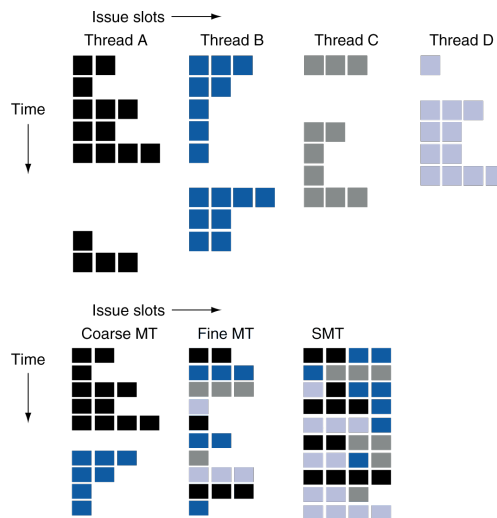 Issue slots
Thread A Thread B Thread C Thread D
Time
Issue slots
Coarse MT Fine MT SMT
Time